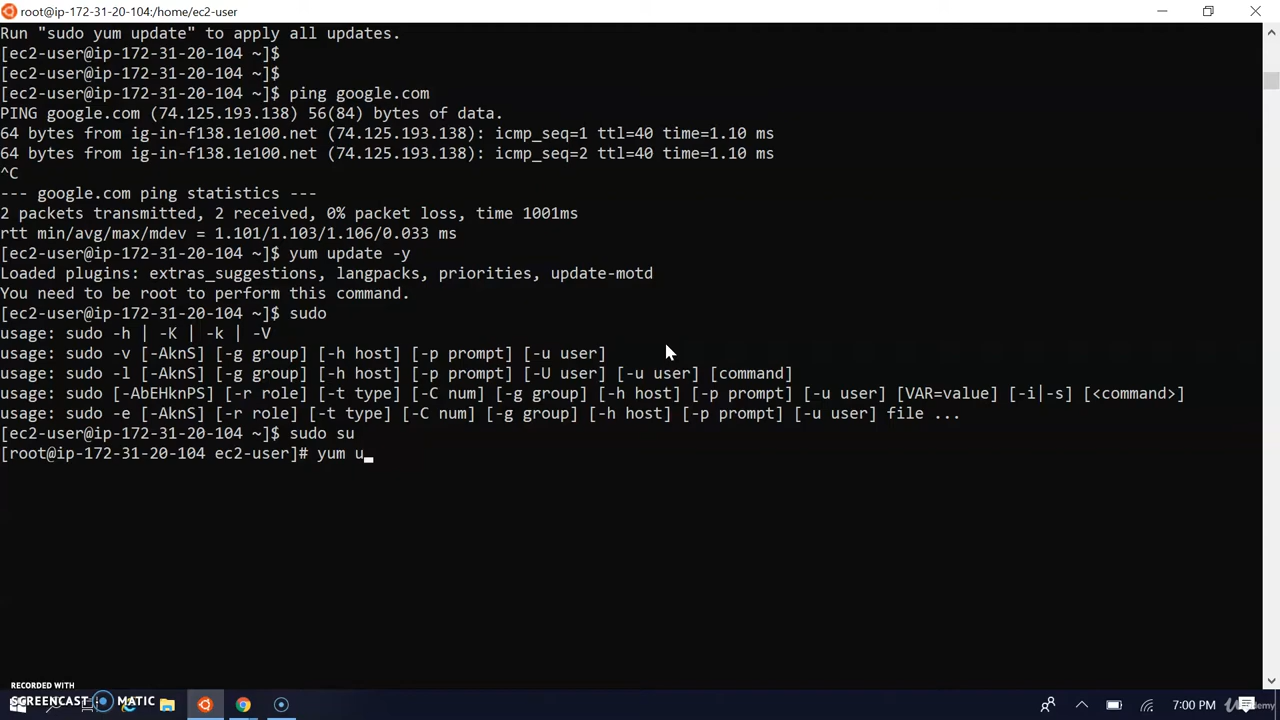 root@ip-172-31-20-104:/home/ec2-user
Run "sudo yum update" to apply all updates.
[ec2-user@ip-172-31-20-104 ~]$
[ec2-user@ip-172-31-20-104 ~]$
[ec2-user@ip-172-31-20-104 ~]$ ping google.com
PING google.com (74.125.193.138) 56(84) bytes of data.
64 bytes from ig-in-f138.1e100.net (74.125.193.138): icmp_seq=1 ttl=40 time=1.10 ms
64 bytes from ig-in-f138.1e100.net (74.125.193.138): icmp_seq=2 ttl=40 time=1.10 ms
^C
--- google.com ping statistics ---
2 packets transmitted, 2 received, 0% packet loss, time 1001ms
rtt min/avg/max/mdev = 1.101/1.103/1.106/0.033 ms
[ec2-user@ip-172-31-20-104 ~]$ yum update -y
Loaded plugins: extras_suggestions, langpacks, priorities, update-motd
You need to be root to perform this command.
[ec2-user@ip-172-31-20-104 ~]$ sudo
usage: sudo -h | -K | -k | -V
usage: sudo -v [-AknS] [-g group] [-h host] [-p prompt] [-u user]
usage: sudo -l [-AknS] [-g group] [-h host] [-p prompt] [-U user] [-u user] [command]
usage: sudo [-AbEHknPS] [-r role] [-t type] [-C num] [-g group] [-h host] [-p prompt] [-u user] [VAR=value] [-i|-s] [<command>]
usage: sudo -e [-AknS] [-r role] [-t type] [-C num] [-g group] [-h host] [-p prompt] [-u user] file ...
[ec2-user@ip-172-31-20-104 ~]$ sudo su
[root@ip-172-31-20-104 ec2-user]# yum u
RECORDED WITH
SCREENCAST MATIC
7:00 PM
Udemy